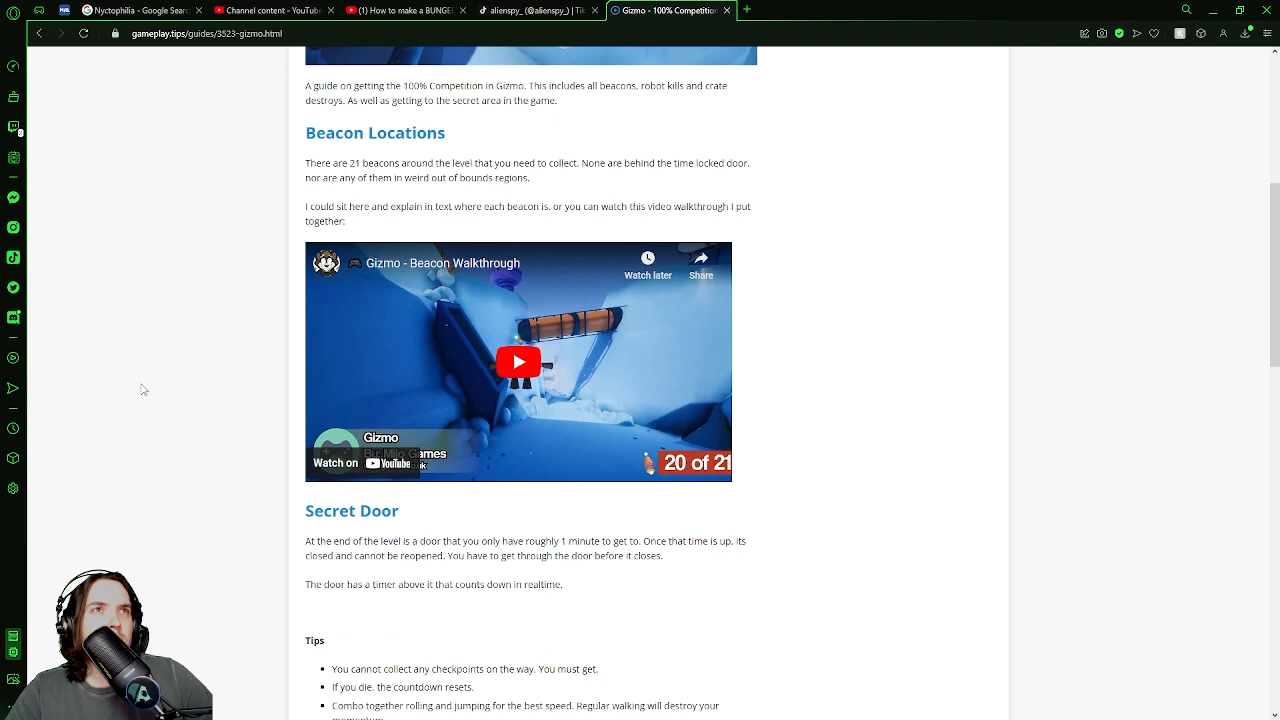 Nyctophilia - Google Sear
Channel content - YouTu
(1) How to make a BUNGE
alienspy_ (@alienspy_) | Tik
Gizmo - 100% Competition
gameplay.tips/guides/3523-gizmo.html
A guide on getting the 100% Competition in Gizmo. This includes all beacons, robot kills and crate
destroys. As well as getting to the secret area in the game.
Beacon Locations
There are 21 beacons around the level that you need to collect. None are behind the time locked door,
nor are any of them in weird out of bounds regions.
I could sit here and explain in text where each beacon is, or you can watch this video walkthrough I put
together:
Gizmo - Beacon Walkthrough
Watch later
Share
Gizmo
By: Mijo Games
Watch on YouTube
20 of 21
Secret Door
At the end of the level is a door that you only have roughly 1 minute to get to. Once that time is up, its
closed and cannot be reopened. You have to get through the door before it closes.
The door has a timer above it that counts down in realtime.
Tips
You cannot collect any checkpoints on the way. You must get.
If you die, the countdown resets.
Combo together rolling and jumping for the best speed. Regular walking will destroy your
momentum.